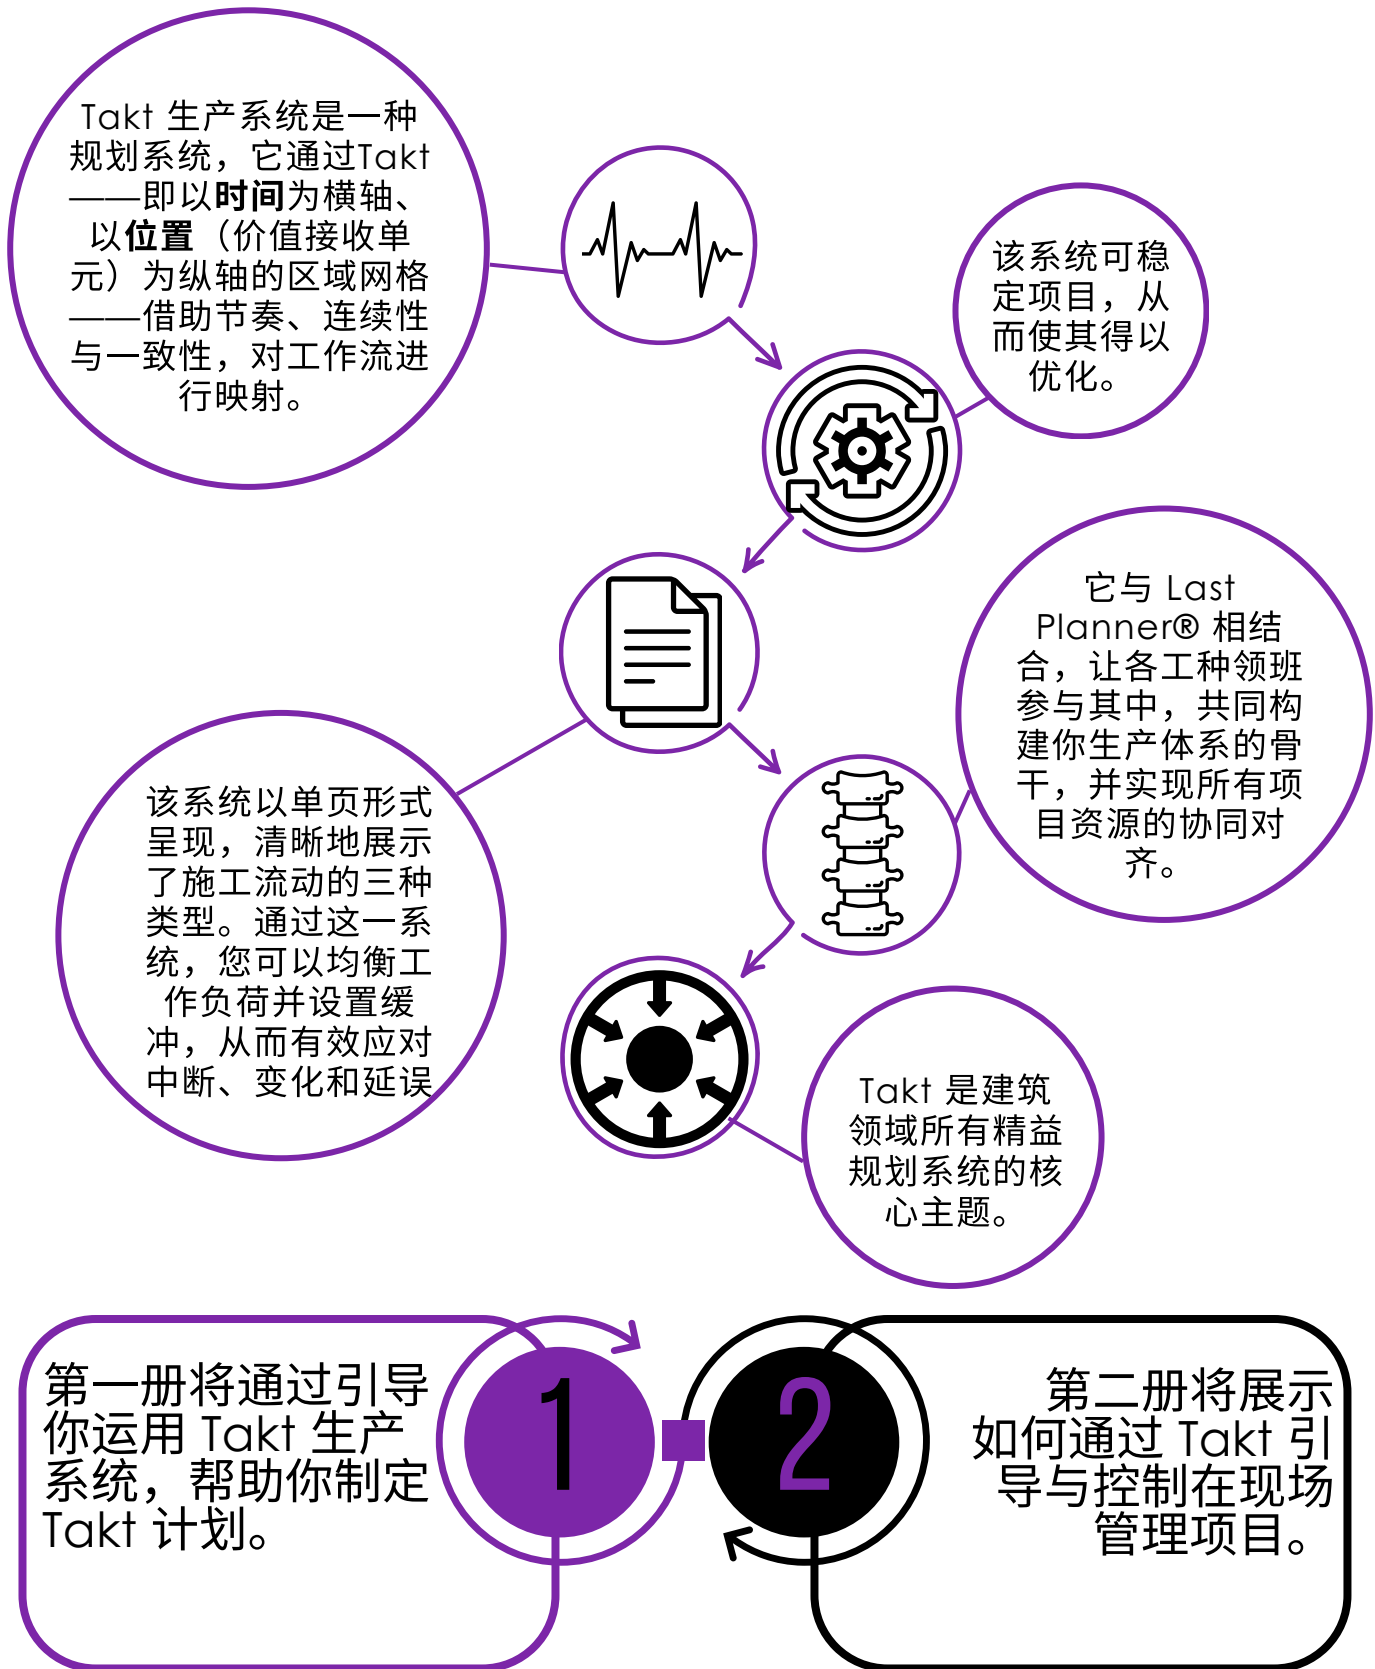 Takt 生产系统是一种
规划系统，它通过Takt
——即以时间为横轴、
以位置（价值接收单
元）为纵轴的区域网格
——借助节奏、连续性
与一致性，对工作流进
行映射。
该系统可稳
定项目，从
而使其得以
优化。
它与 Last
Planner® 相结
合，让各工种领班
参与其中，共同构
建你生产体系的骨
干，并实现所有项
目资源的协同对
齐。
该系统以单页形式
呈现，清晰地展示
了施工流动的三种
类型。通过这一系
统，您可以均衡工
作负荷并设置缓
冲，从而有效应对
中断、变化和延误
Takt 是建筑
领域所有精益
规划系统的核
心主题。
第一册将通过引导
你运用 Takt 生产
系统，帮助你制定
Takt 计划。
1
2
第二册将展示
如何通过 Takt 引
导与控制在现场
管理项目。